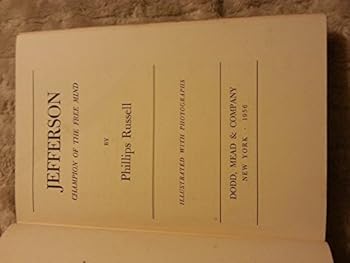 JEFFERSON
CHAMPION OF THE FREE MIND
BY
Phillips Russell
ILLUSTRATED WITH PHOTOGRAPHS
DODD, MEAD & COMPANY
NEW YORK · 1956